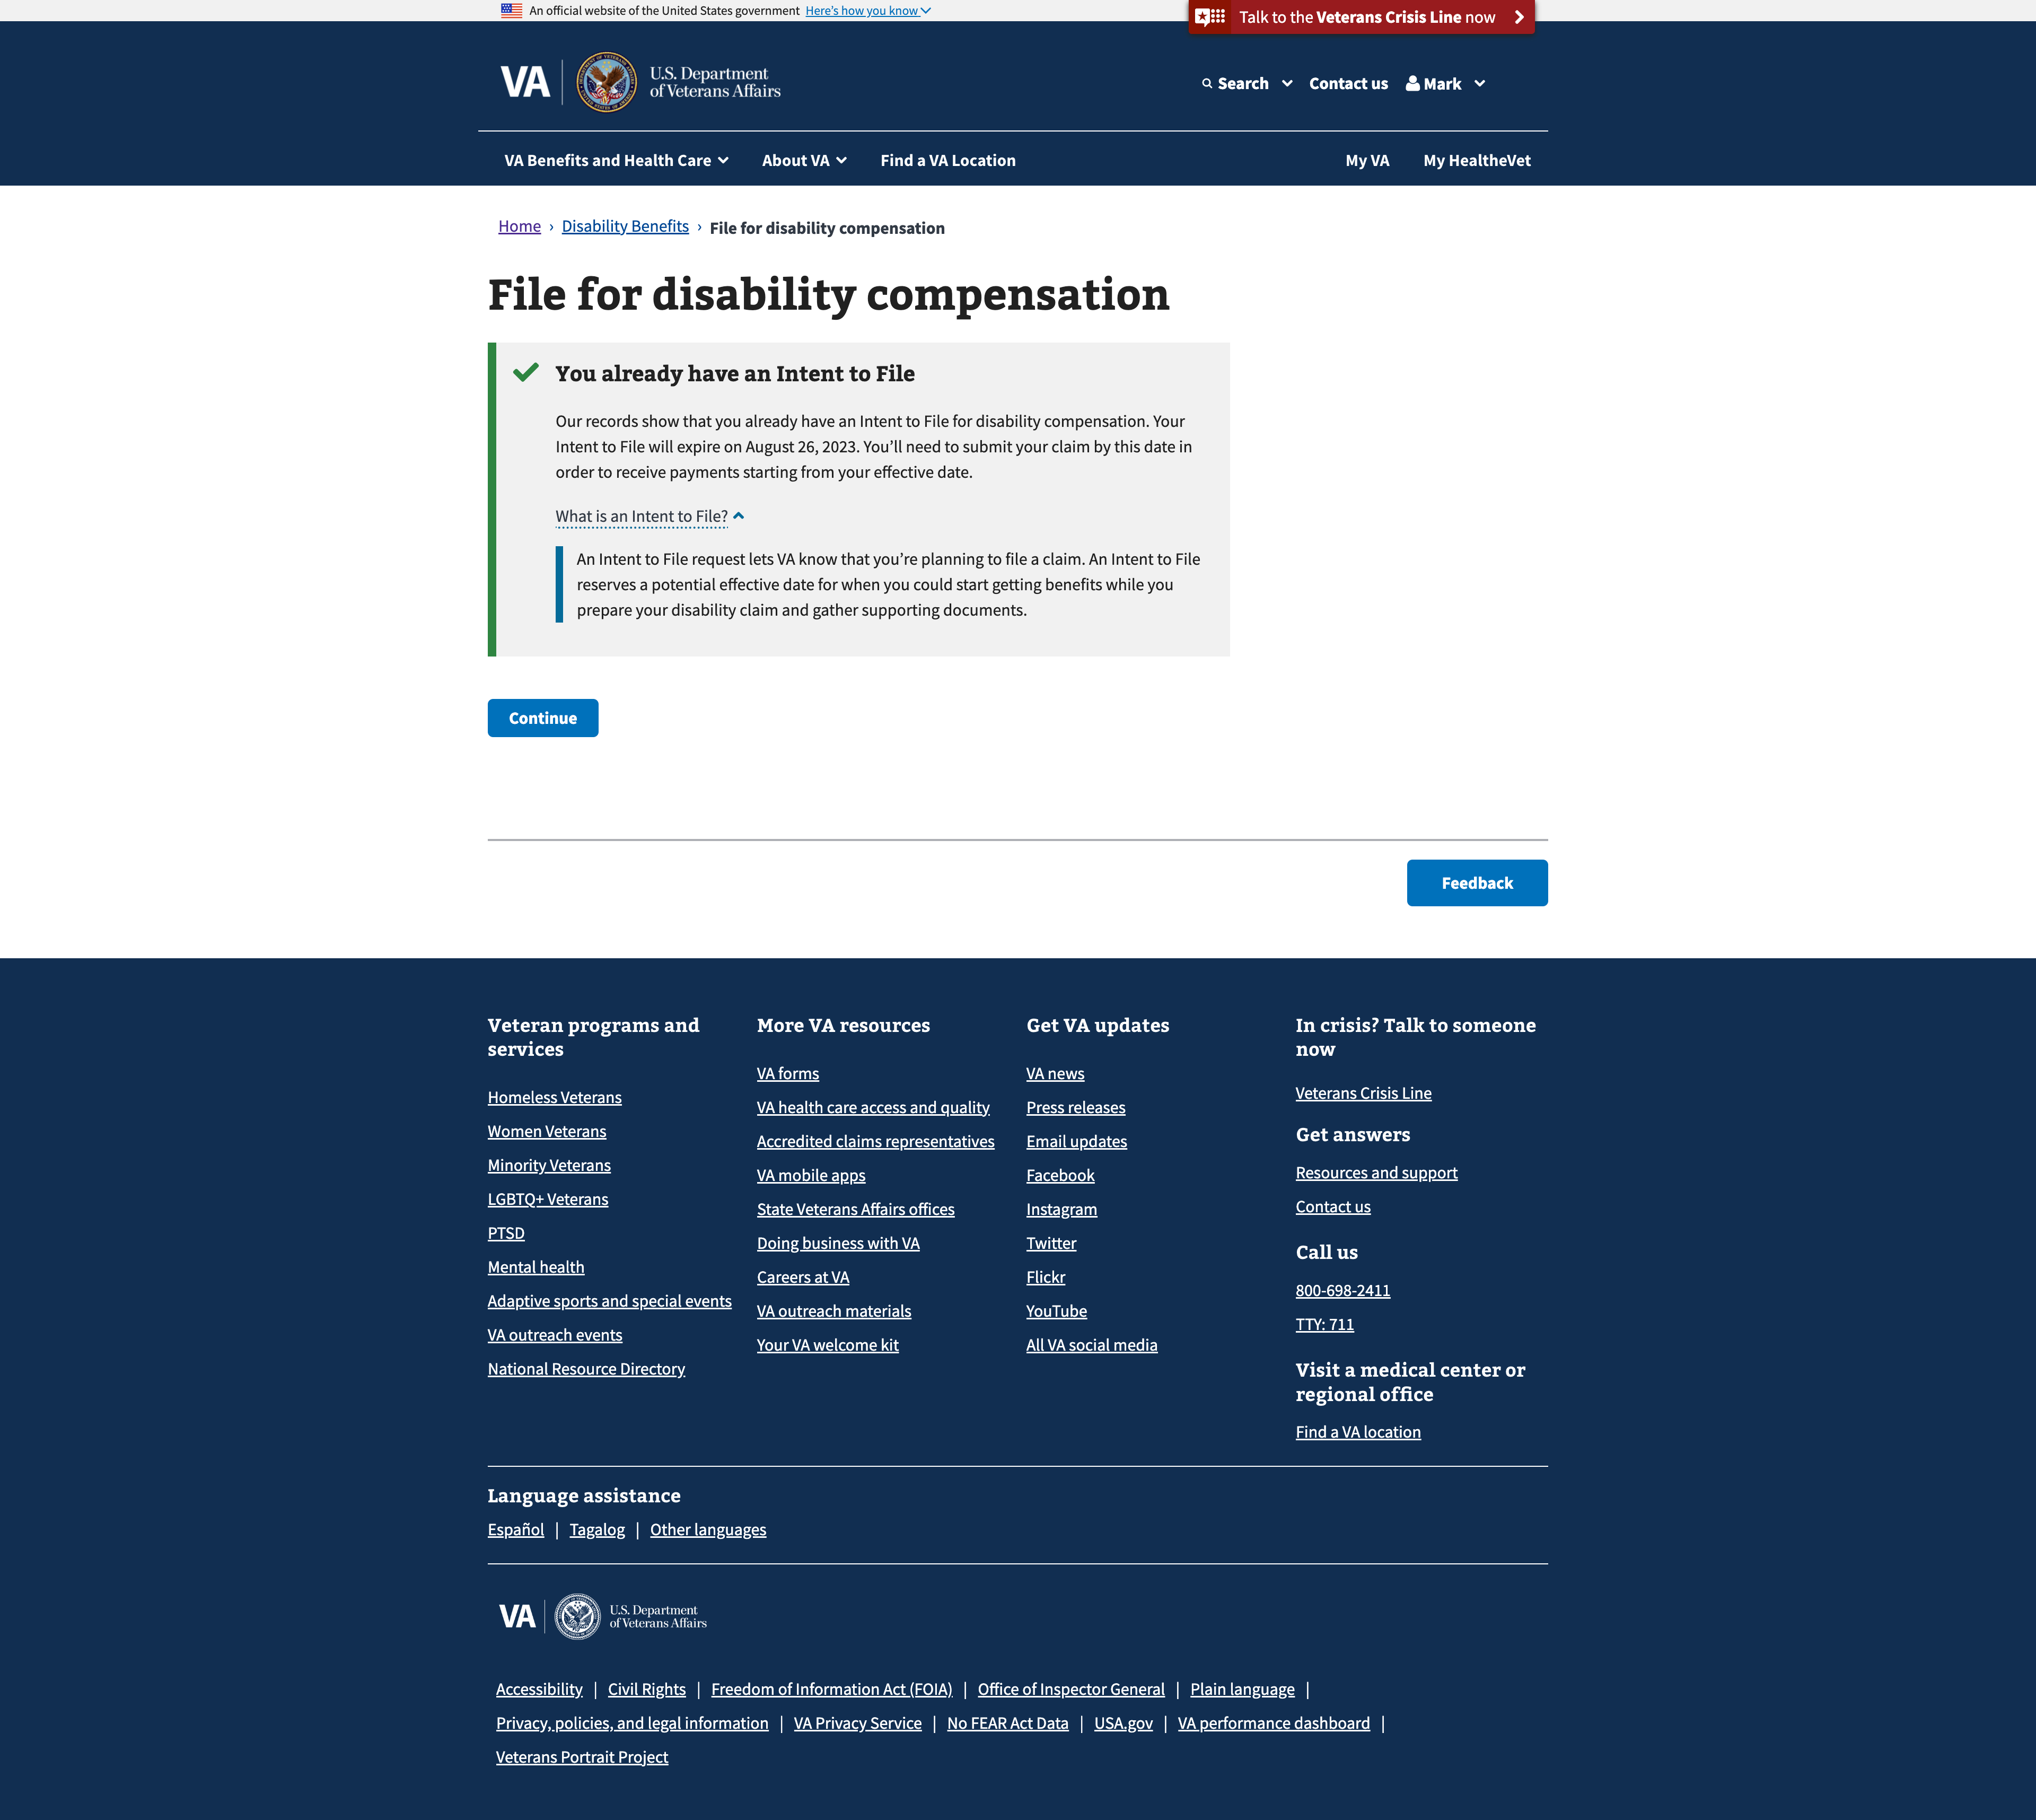 An official website of the United States government Here's how you know
Talk to the Veterans Crisis Line now
VA
U.S. Department
of Veterans Affairs
Search
Contact us
Mark
VA Benefits and Health Care
About VA
Find a VA Location
My VA
My HealtheVet
Home › Disability Benefits › File for disability compensation
File for disability compensation
You already have an Intent to File
Our records show that you already have an Intent to File for disability compensation. Your
Intent to File will expire on August 26, 2023. You’ll need to submit your claim by this date in
order to receive payments starting from your effective date.
What is an Intent to File?
An Intent to File request lets VA know that you’re planning to file a claim. An Intent to File
reserves a potential effective date for when you could start getting benefits while you
prepare your disability claim and gather supporting documents.
Continue
Feedback
Veteran programs and
services
Homeless Veterans
Women Veterans
Minority Veterans
LGBTQ+ Veterans
PTSD
Mental health
Adaptive sports and special events
VA outreach events
National Resource Directory
More VA resources
VA forms
VA health care access and quality
Accredited claims representatives
VA mobile apps
State Veterans Affairs offices
Doing business with VA
Careers at VA
VA outreach materials
Your VA welcome kit
Get VA updates
VA news
Press releases
Email updates
Facebook
Instagram
Twitter
Flickr
YouTube
All VA social media
In crisis? Talk to someone
now
Veterans Crisis Line
Get answers
Resources and support
Contact us
Call us
800-698-2411
TTY: 711
Visit a medical center or
regional office
Find a VA location
Language assistance
Español | Tagalog | Other languages
VA
U.S. Department
of Veterans Affairs
Accessibility | Civil Rights | Freedom of Information Act (FOIA) | Office of Inspector General | Plain language |
Privacy, policies, and legal information | VA Privacy Service | No FEAR Act Data | USA.gov | VA performance dashboard |
Veterans Portrait Project